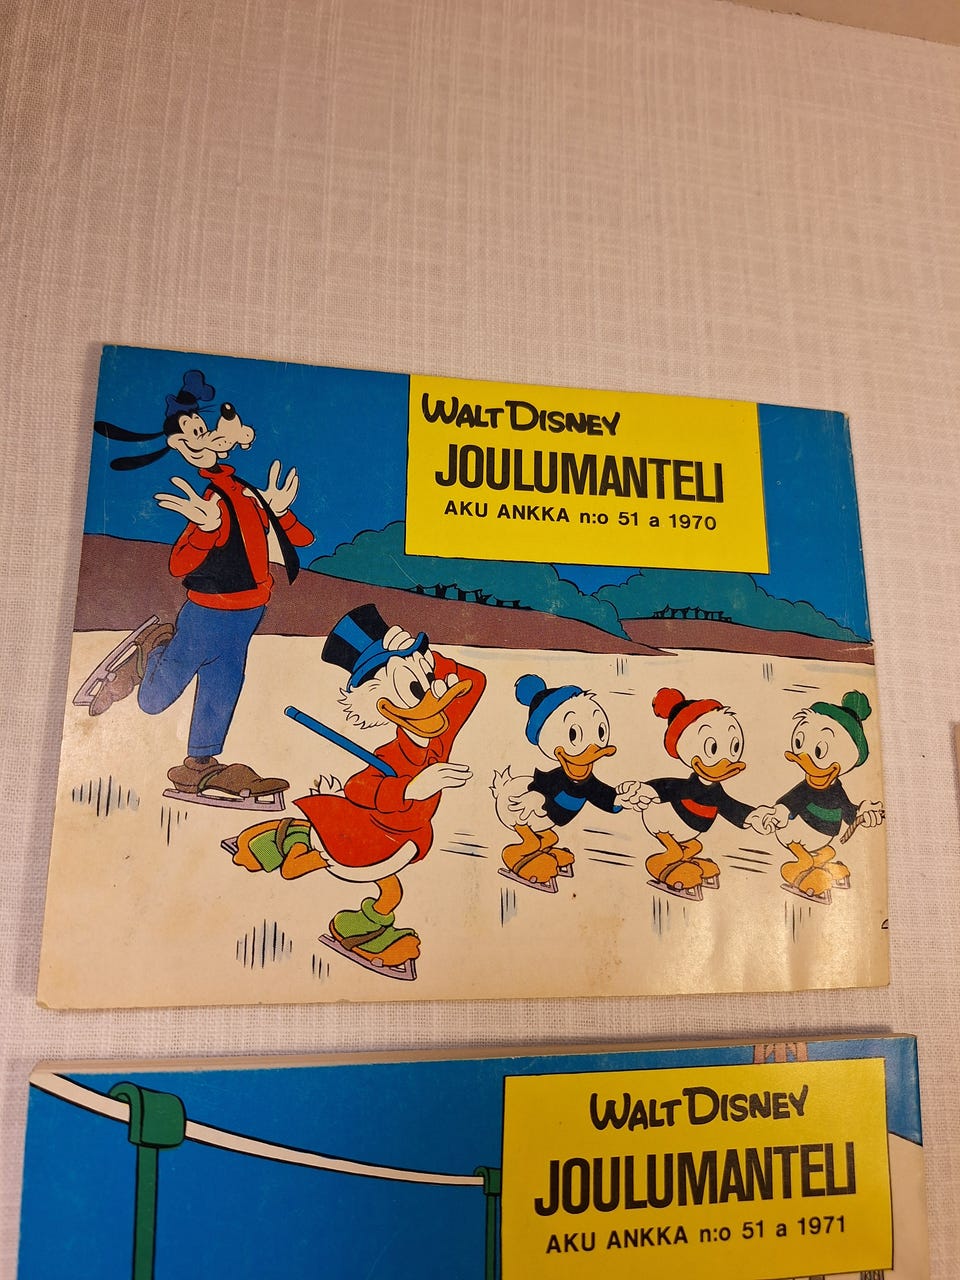 WALT DISNEY
JOULUMANTELI
AKU ANKKA n:o 51 a 1970
WALT DISNEY
JOULUMANTELI
AKU ANKKA n:o 51 a 1971